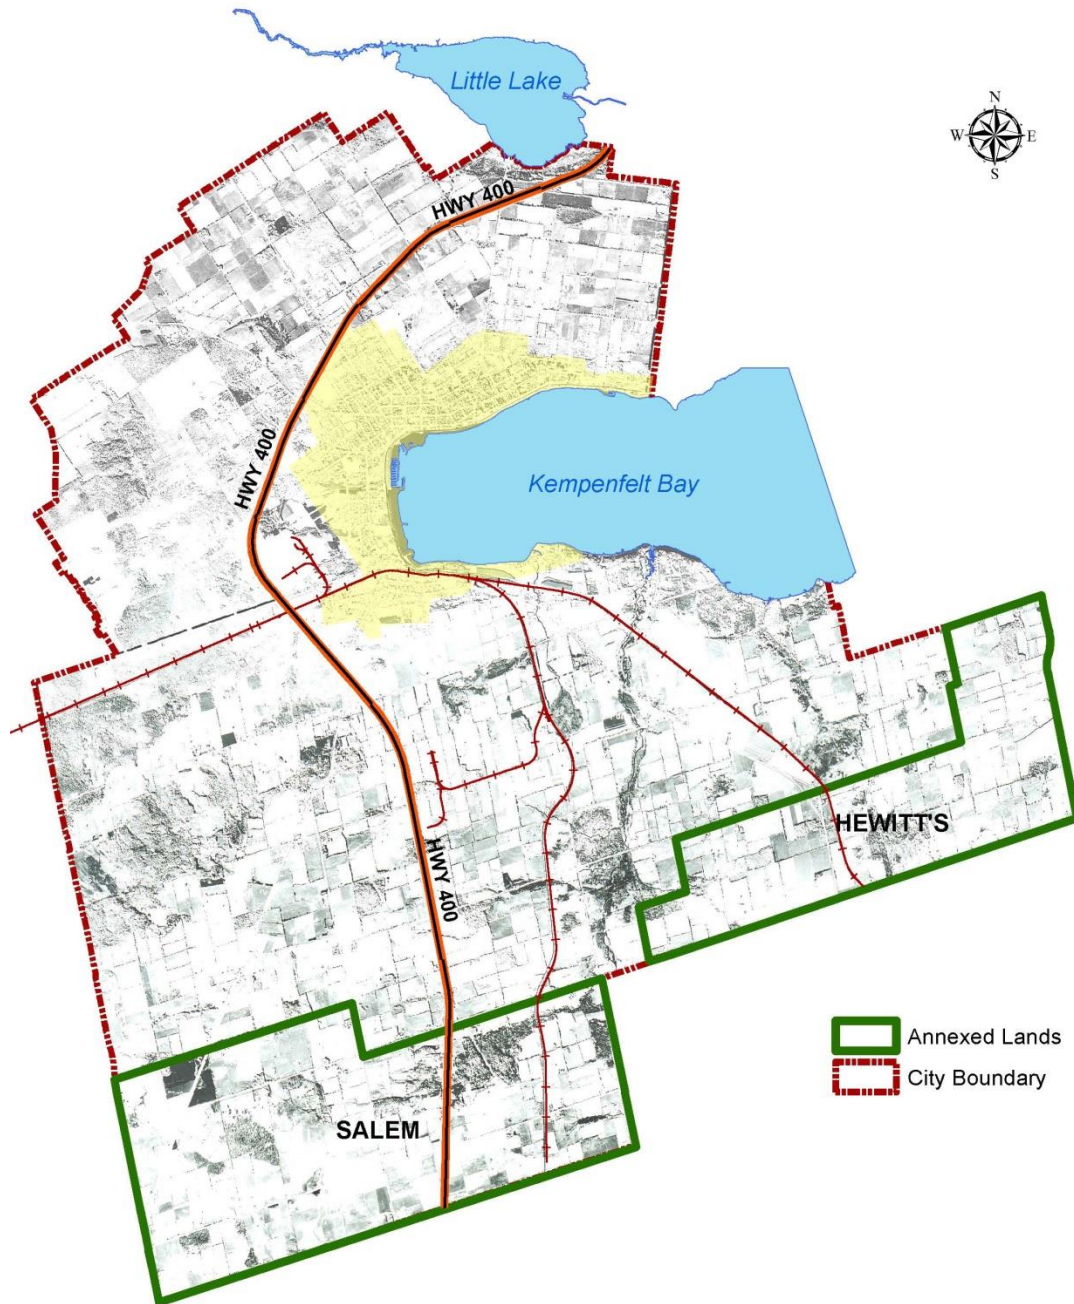 Little Lake
N
W E
S
HWY 400
HWY 400
Kempenfelt Bay
HEWITT'S
HWY 400
Annexed Lands
City Boundary
SALEM